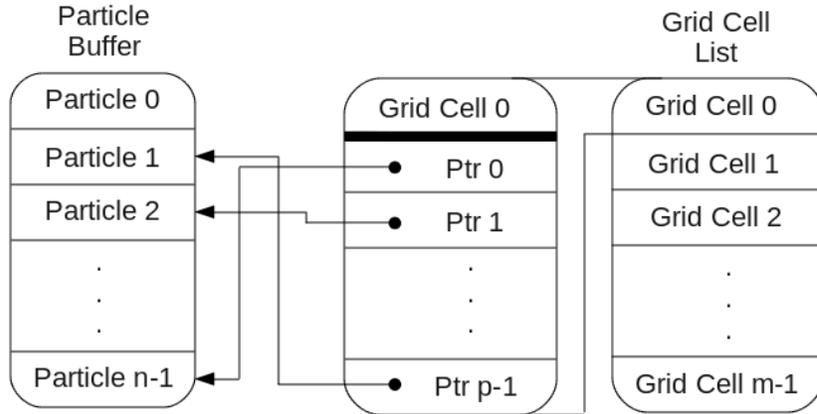 Particle
Buffer
Particle 0
Particle 1
Particle 2
.
.
.
Particle n-1
Grid Cell 0
Ptr 0
Ptr 1
.
.
.
Ptr p-1
Grid Cell
List
Grid Cell 0
Grid Cell 1
Grid Cell 2
.
.
.
Grid Cell m-1